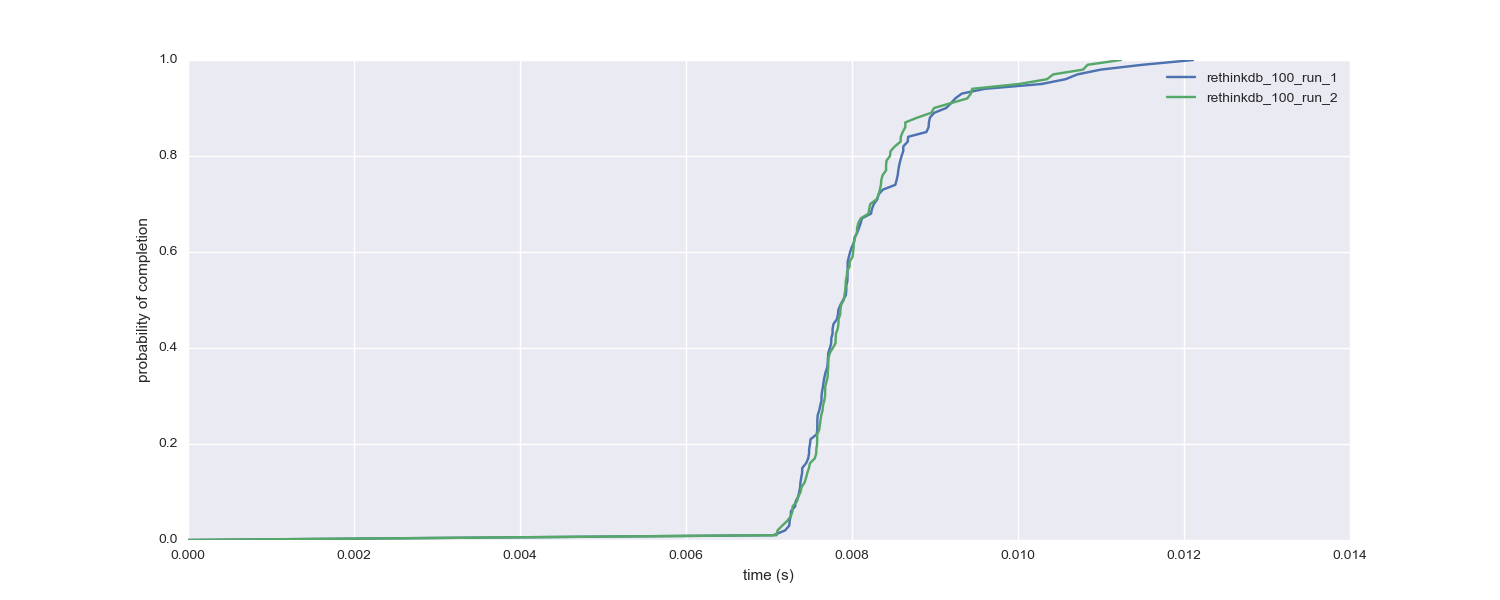 1.0
0.8
0.6
0.4
0.2
0.0
probability of completion
rethinkdb_100_run_1
rethinkdb_100_run_2
0.000 0.002 0.004 0.006 0.008 0.010 0.012 0.014
time (s)